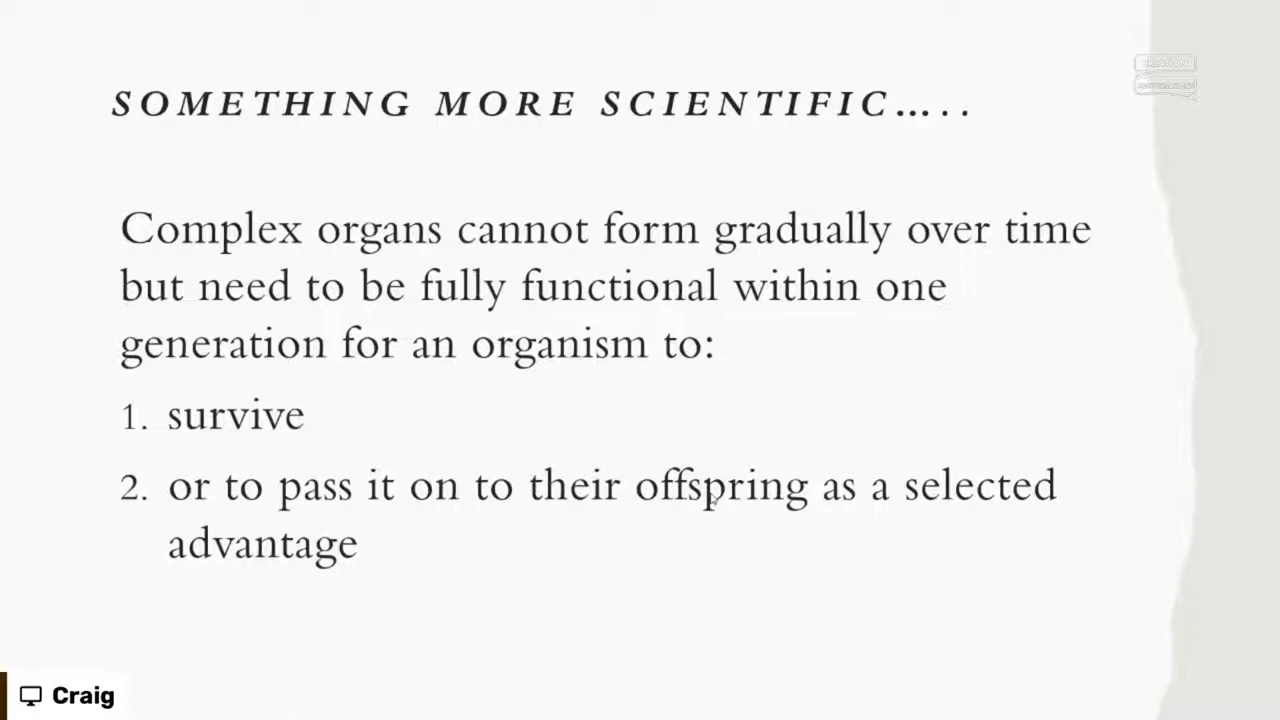 SOMETHING MORE SCIENTIFIC.....
Complex organs cannot form gradually over time
but need to be fully functional within one
generation for an organism to:
1. survive
2. or to pass it on to their offspring as a selected
advantage
Craig